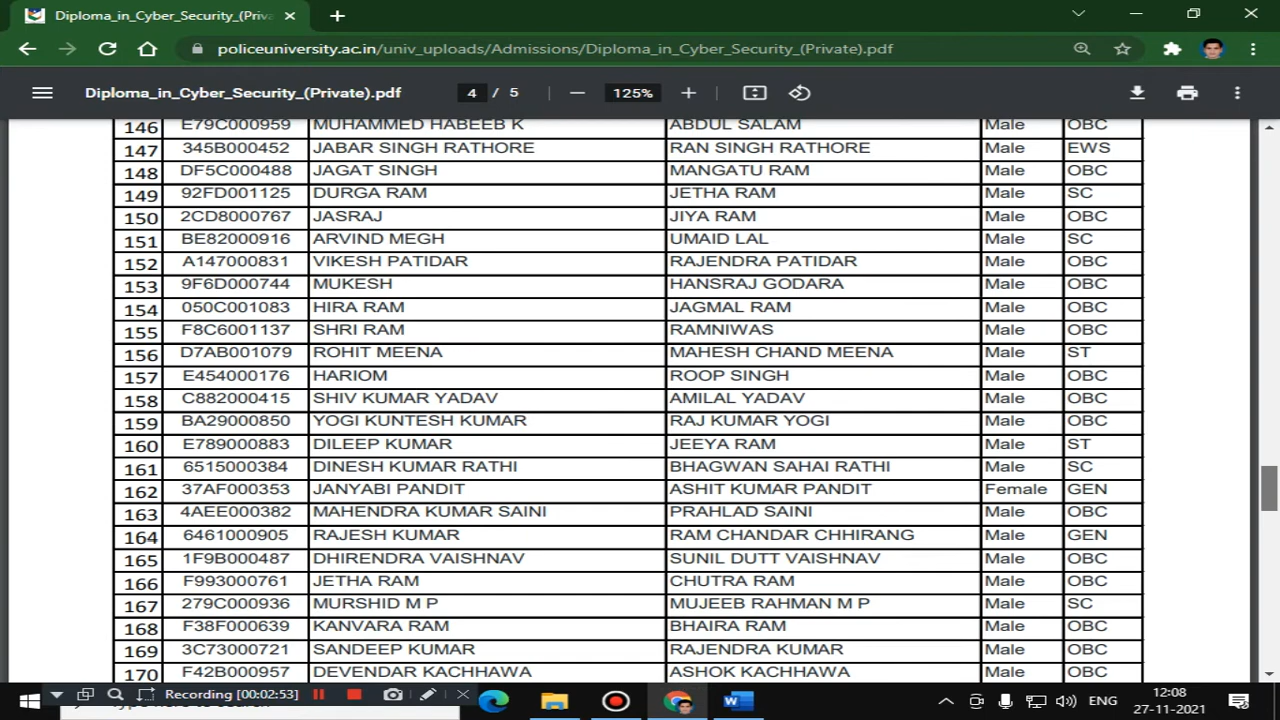 Diploma_in_Cyber_Security_(Priva
policeuniversity.ac.in/univ_uploads/Admissions/Diploma_in_Cyber_Security_(Private).pdf
Diploma_in_Cyber_Security_(Private).pdf 4 / 5 125%
146 E79C000959 MUHAMMED HABEEB K ABDUL SALAM Male OBC
147 345B000452 JABAR SINGH RATHORE RAN SINGH RATHORE Male EWS
148 DF5C000488 JAGAT SINGH MANGATU RAM Male OBC
149 92FD001125 DURGA RAM JETHA RAM Male SC
150 2CD8000767 JASRAJ JIYA RAM Male OBC
151 BE82000916 ARVIND MEGH UMAID LAL Male SC
152 A147000831 VIKESH PATIDAR RAJENDRA PATIDAR Male OBC
153 9F6D000744 MUKESH HANSRAJ GODARA Male OBC
154 050C001083 HIRA RAM JAGMAL RAM Male OBC
155 F8C6001137 SHRI RAM RAMNIWAS Male OBC
156 D7AB001079 ROHIT MEENA MAHESH CHAND MEENA Male ST
157 E454000176 HARIOM ROOP SINGH Male OBC
158 C882000415 SHIV KUMAR YADAV AMILAL YADAV Male OBC
159 BA29000850 YOGI KUNTESH KUMAR RAJ KUMAR YOGI Male OBC
160 E789000883 DILEEP KUMAR JEEYA RAM Male ST
161 6515000384 DINESH KUMAR RATHI BHAGWAN SAHAI RATHI Male SC
162 37AF000353 JANYABI PANDIT ASHIT KUMAR PANDIT Female GEN
163 4AEE000382 MAHENDRA KUMAR SAINI PRAHLAD SAINI Male OBC
164 6461000905 RAJESH KUMAR RAM CHANDAR CHHIRANG Male GEN
165 1F9B000487 DHIRENDRA VAISHNAV SUNIL DUTT VAISHNAV Male OBC
166 F993000761 JETHA RAM CHUTRA RAM Male OBC
167 279C000936 MURSHID M P MUJEEB RAHMAN M P Male SC
168 F38F000639 KANVARA RAM BHAIRA RAM Male OBC
169 3C73000721 SANDEEP KUMAR RAJENDRA KUMAR Male OBC
170 F42B000957 DEVENDAR KACHHAWA ASHOK KACHHAWA Male OBC
Recording [00:02:53] ENG 12:08
Type here to search 27-11-2021